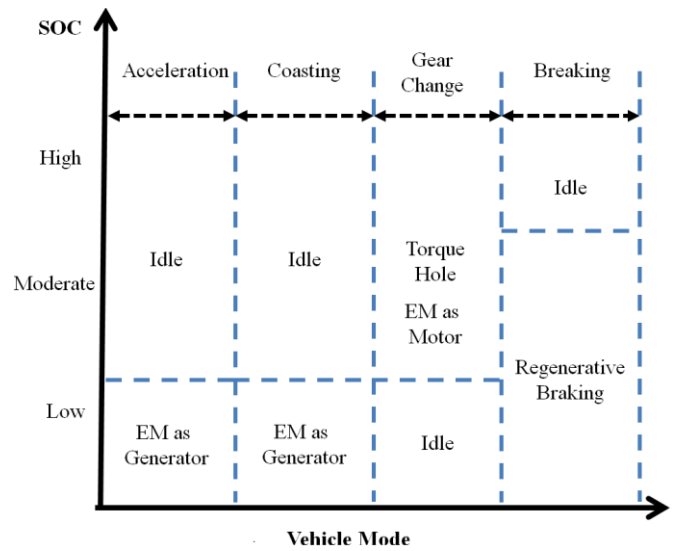 SOC
Acceleration
Coasting
Gear
Change
Breaking
High
Idle
Idle
Idle
Torque
Hole
Moderate
EM as
Motor
Regenerative
Braking
Low
EM as
Generator
EM as
Generator
Idle
Vehicle Mode